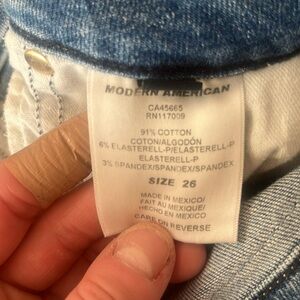 MODERN AMERICAN
CA45665
RN117009
91% COTTON
COTON/ALGODÓN
6% ELASTERELL-P/ELASTERELL-P/
ELASTERELL-P
3% SPANDEX/SPANDEX/SPANDEX
SIZE 26
MADE IN MEXICO/
FAIT AU MEXIQUE/
HECHO EN MEXICO
CARE ON REVERSE